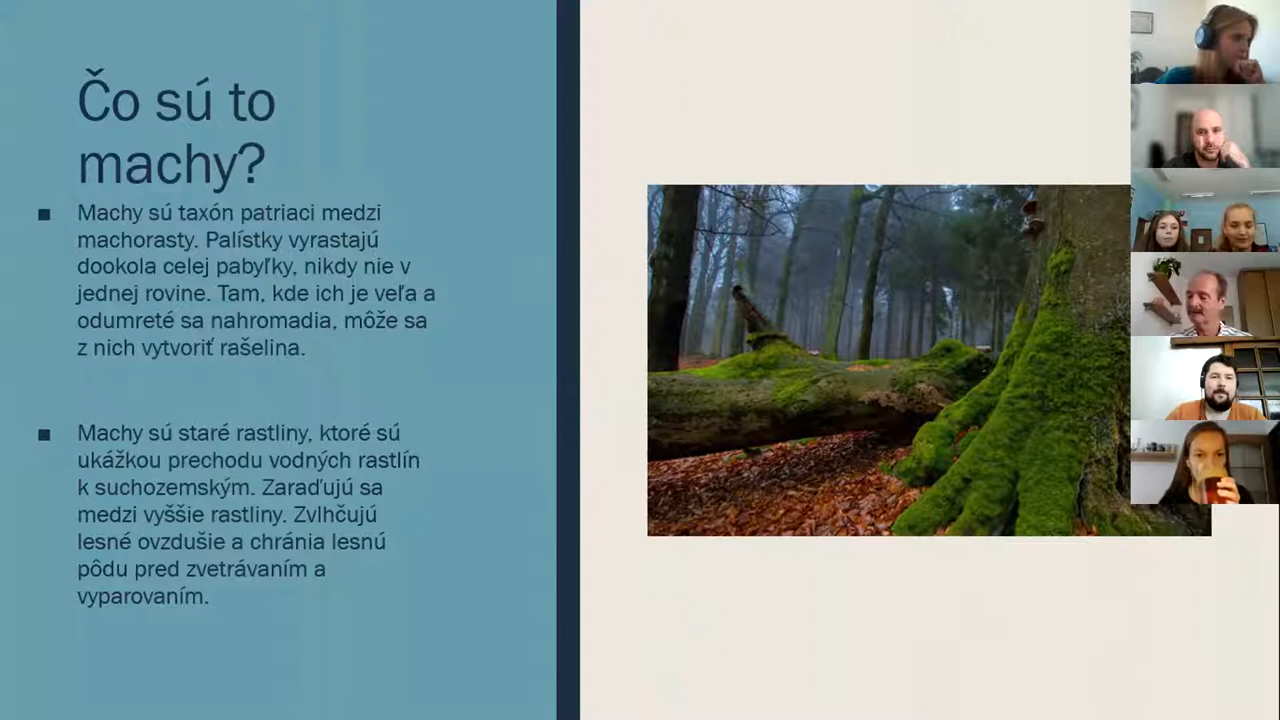 Čo sú to
machy?
Machy sú taxón patriaci medzi
machorasty. Palístky vyrastajú
dookola celej pabyľky, nikdy nie v
jednej rovine. Tam, kde ich je veľa a
odumreté sa nahromadia, môže sa
z nich vytvoriť rašelina.
Machy sú staré rastliny, ktoré sú
ukážkou prechodu vodných rastlín
k suchozemským. Zaraďujú sa
medzi vyššie rastliny. Zvlhčujú
lesné ovzdušie a chránia lesnú
pôdu pred zvetrávaním a
vyparovaním.